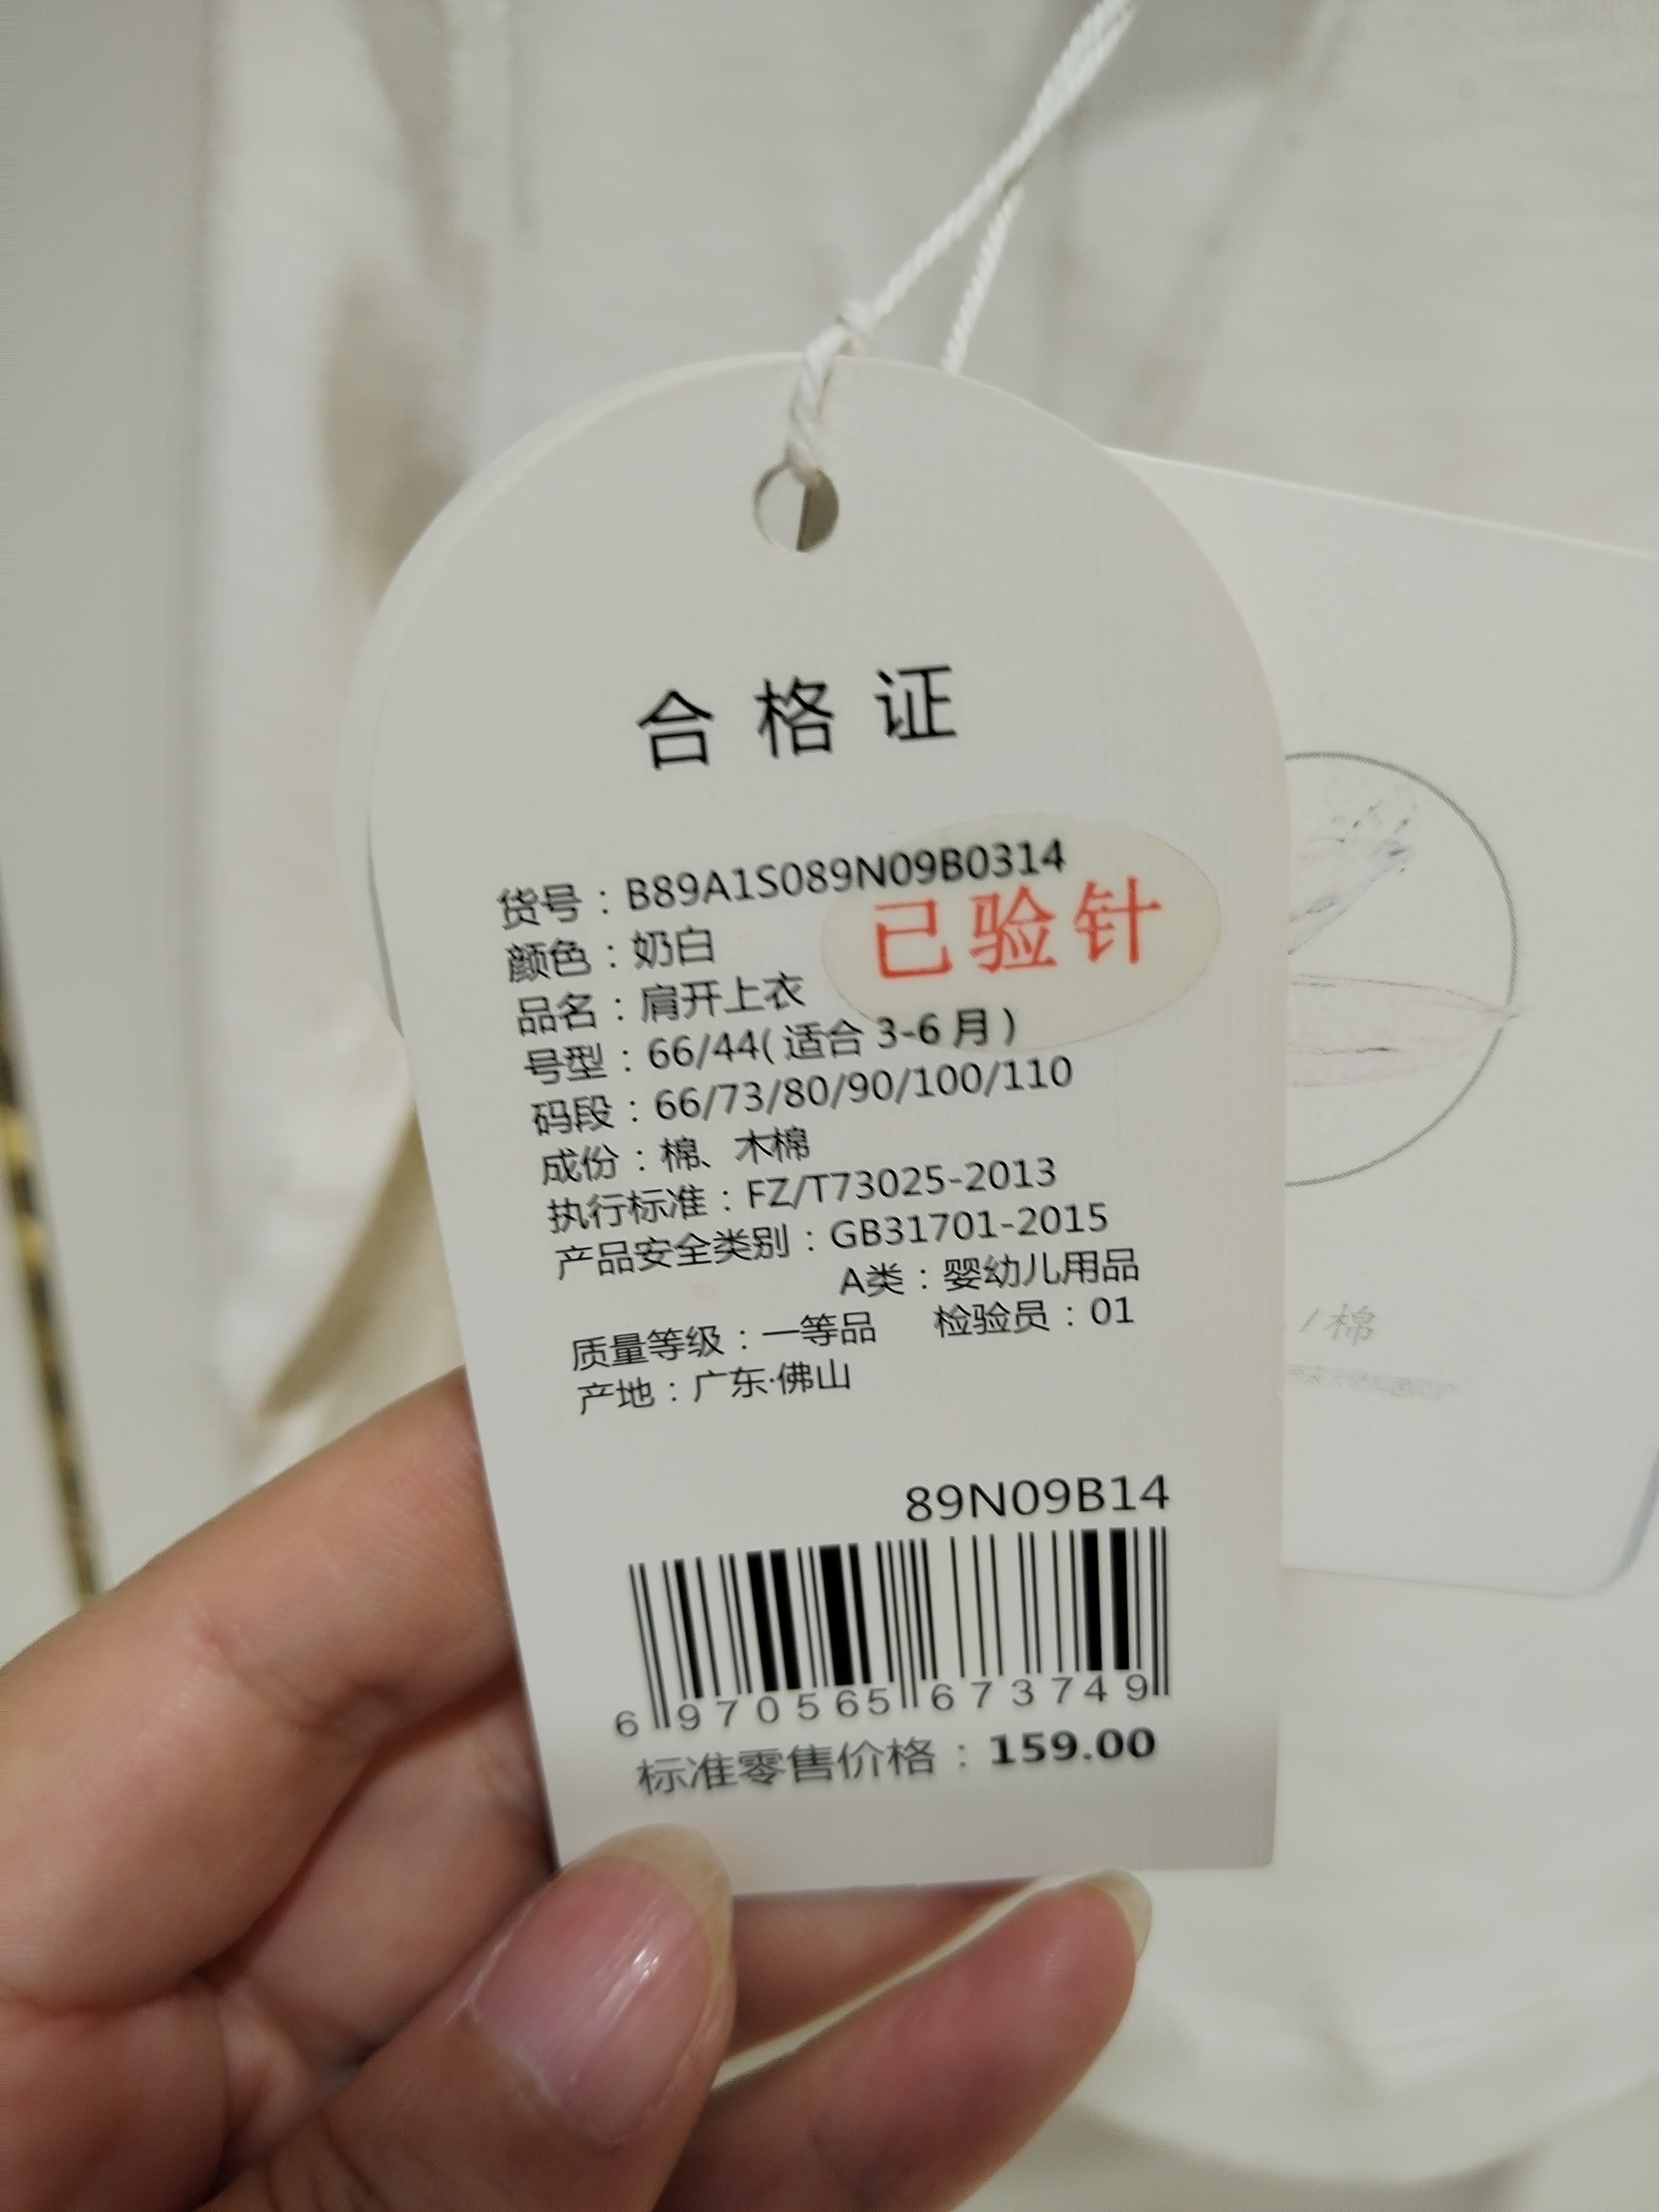 合格证
货号：B89A1S089N09B0314
已验针
颜色：奶白
品名：肩开上衣
号型：66/44(适合3-6月)
码段：66/73/80/90/100/110
成份：棉、木棉
执行标准：FZ/T73025-2013
产品安全类别：GB31701-2015
A类：婴幼儿用品
质量等级：一等品 检验员：01
产地：广东·佛山
89N09B14
6 970565 673749
标准零售价格：159.00
/棉